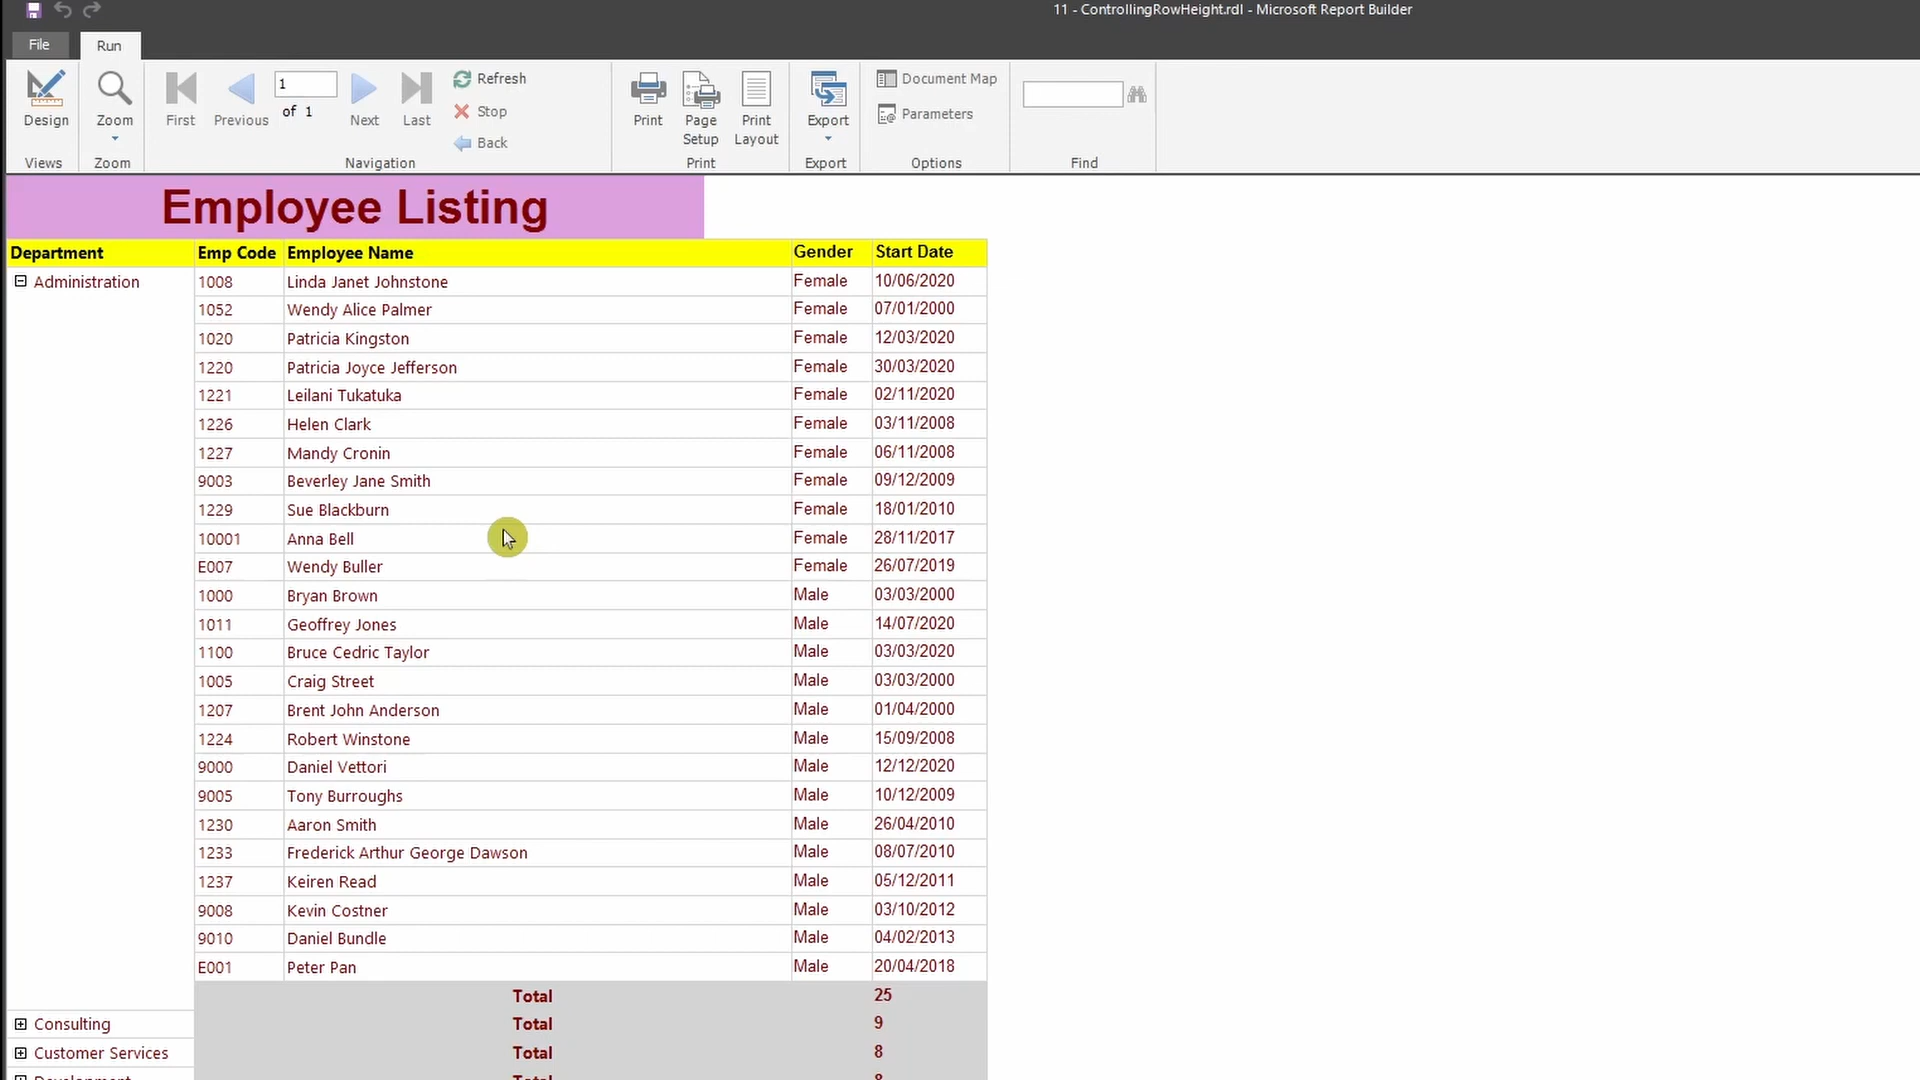 11 - ControllingRowHeight.rdl - Microsoft Report Builder
File Run
Design Zoom First Previous 1 of 1 Next Last Refresh Stop Back Print Page Setup Print Layout Export Document Map Parameters
Views Zoom Navigation Print Export Options Find
Employee Listing
Department Emp Code Employee Name Gender Start Date
Administration 1008 Linda Janet Johnstone Female 10/06/2020
1052 Wendy Alice Palmer Female 07/01/2000
1020 Patricia Kingston Female 12/03/2020
1220 Patricia Joyce Jefferson Female 30/03/2020
1221 Leilani Tukatuka Female 02/11/2020
1226 Helen Clark Female 03/11/2008
1227 Mandy Cronin Female 06/11/2008
9003 Beverley Jane Smith Female 09/12/2009
1229 Sue Blackburn Female 18/01/2010
10001 Anna Bell Female 28/11/2017
E007 Wendy Buller Female 26/07/2019
1000 Bryan Brown Male 03/03/2000
1011 Geoffrey Jones Male 14/07/2020
1100 Bruce Cedric Taylor Male 03/03/2020
1005 Craig Street Male 03/03/2000
1207 Brent John Anderson Male 01/04/2000
1224 Robert Winstone Male 15/09/2008
9000 Daniel Vettori Male 12/12/2020
9005 Tony Burroughs Male 10/12/2009
1230 Aaron Smith Male 26/04/2010
1233 Frederick Arthur George Dawson Male 08/07/2010
1237 Keiren Read Male 05/12/2011
9008 Kevin Costner Male 03/10/2012
9010 Daniel Bundle Male 04/02/2013
E001 Peter Pan Male 20/04/2018
Total 25
Consulting Total 9
Customer Services Total 8